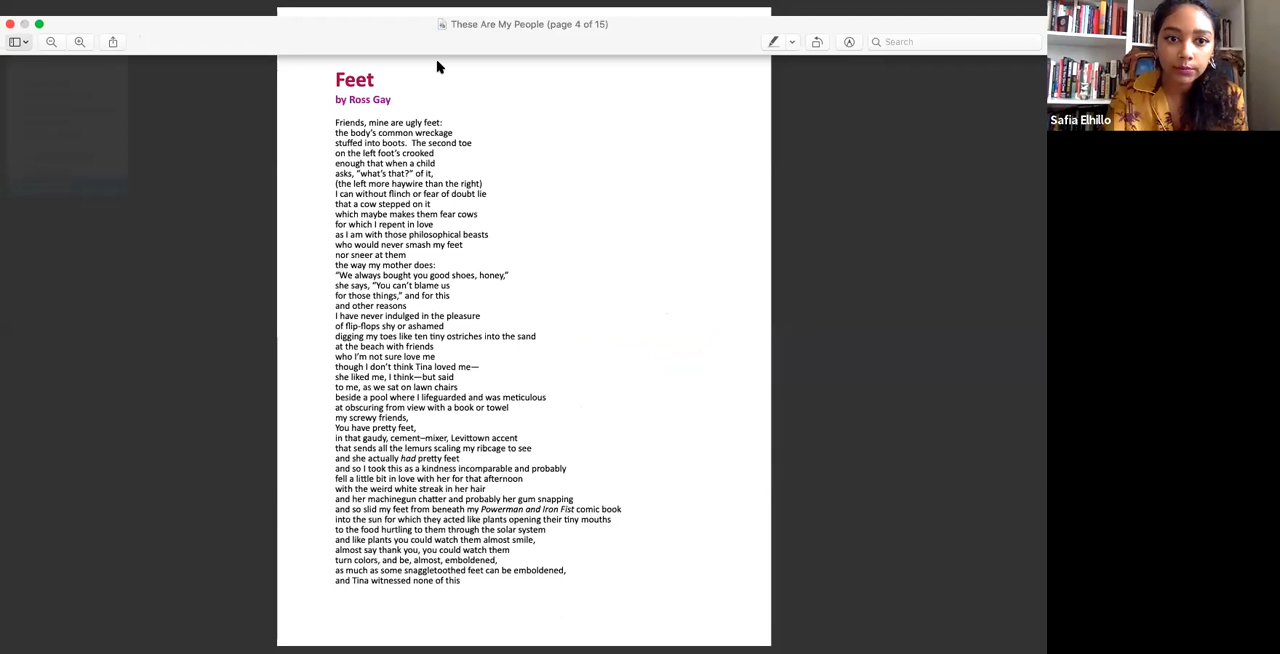 These Are My People (page 4 of 15)
Search
Safia Elhillo
Feet
by Ross Gay
Friends, mine are ugly feet:
the body's common wreckage
stuffed into boots.  The second toe
on the left foot's crooked
enough that when a child
asks, "what's that?" of it,
(the left more haywire than the right)
I can without flinch or fear of doubt lie
that a cow stepped on it
which maybe makes them fear cows
for which I repent in love
as I am with those philosophical beasts
who would never smash my feet
nor sneer at them
the way my mother does:
"We always bought you good shoes, honey,"
she says, "You can't blame us
for those things," and for this
and other reasons
I have never indulged in the pleasure
of flip-flops shy or ashamed
digging my toes like ten tiny ostriches into the sand
at the beach with friends
who I'm not sure love me
though I don't think Tina loved me—
she liked me, I think—but said
to me, as we sat on lawn chairs
beside a pool where I lifeguarded and was meticulous
at obscuring from view with a book or towel
my screwy friends,
You have pretty feet,
in that gaudy, cement–mixer, Levittown accent
that sends all the lemurs scaling my ribcage to see
and she actually had pretty feet
and so I took this as a kindness incomparable and probably
fell a little bit in love with her for that afternoon
with the weird white streak in her hair
and her machinegun chatter and probably her gum snapping
and so slid my feet from beneath my Powerman and Iron Fist comic book
into the sun for which they acted like plants opening their tiny mouths
to the food hurtling to them through the solar system
and like plants you could watch them almost smile,
almost say thank you, you could watch them
turn colors, and be, almost, emboldened,
as much as some snaggletoothed feet can be emboldened,
and Tina witnessed none of this